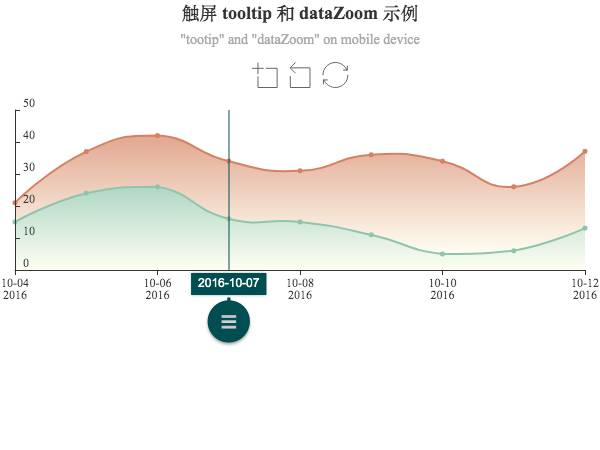 触屏 tooltip 和 dataZoom 示例
"tootip" and "dataZoom" on mobile device
50
40
30
20
10
0
10-04 10-06 10-08 10-10 10-12
2016 2016 2016 2016 2016
2016-10-07